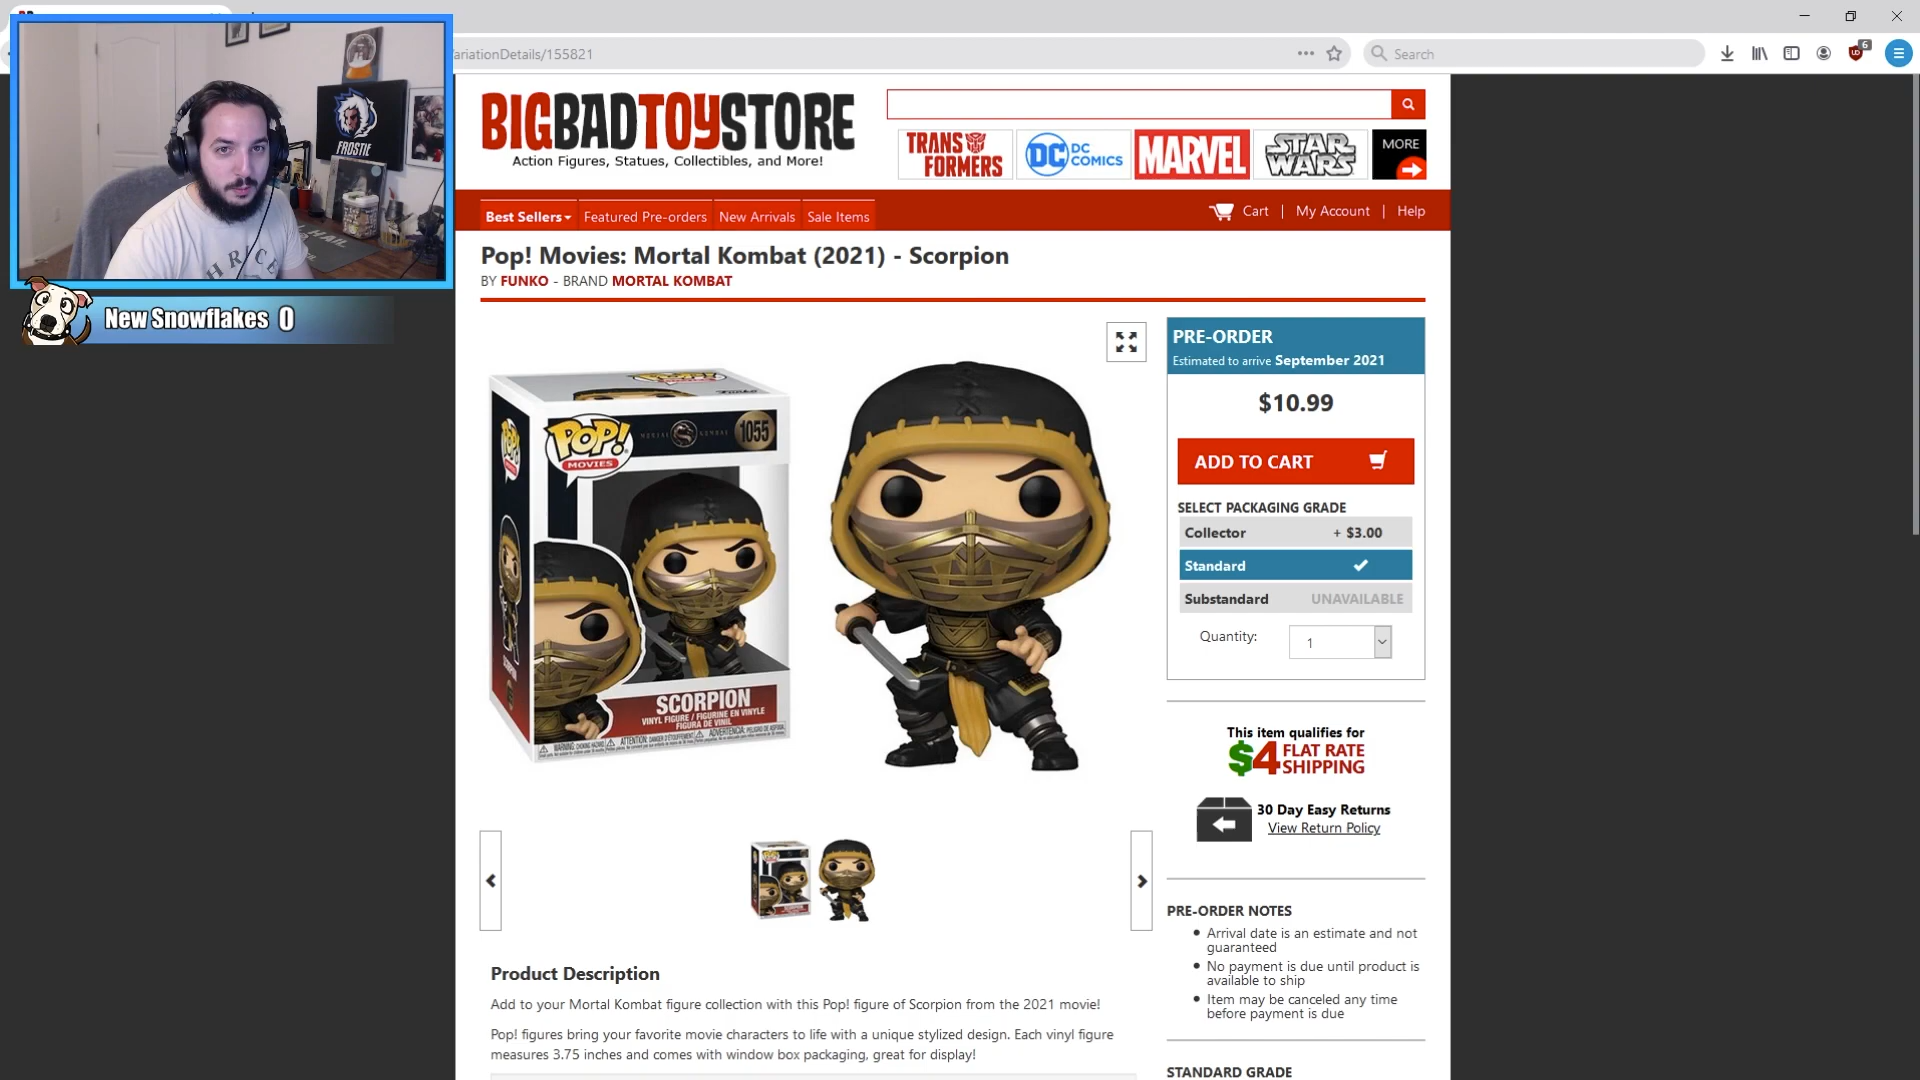 ariationDetails/155821
Search
6
FROSTIE
THRICE
New Snowflakes 0
BIGBADTOYSTORE
Action Figures, Statues, Collectibles, and More!
TRANSFORMERS
DC COMICS
MARVEL
STAR WARS
MORE
Best Sellers
Featured Pre-orders
New Arrivals
Sale Items
Cart | My Account | Help
Pop! Movies: Mortal Kombat (2021) - Scorpion
BY FUNKO - BRAND MORTAL KOMBAT
POP!
MOVIES
MORTAL KOMBAT
1055
SCORPION
VINYL FIGURE / FIGURINE EN VINYLE
FIGURA DE VINIL
PRE-ORDER
Estimated to arrive September 2021
$10.99
ADD TO CART
SELECT PACKAGING GRADE
Collector + $3.00
Standard
Substandard UNAVAILABLE
Quantity: 1
This item qualifies for
$4 FLAT RATE
SHIPPING
30 Day Easy Returns
View Return Policy
PRE-ORDER NOTES
Arrival date is an estimate and not
guaranteed
No payment is due until product is
available to ship
Item may be canceled any time
before payment is due
STANDARD GRADE
Product Description
Add to your Mortal Kombat figure collection with this Pop! figure of Scorpion from the 2021 movie!
Pop! figures bring your favorite movie characters to life with a unique stylized design. Each vinyl figure
measures 3.75 inches and comes with window box packaging, great for display!